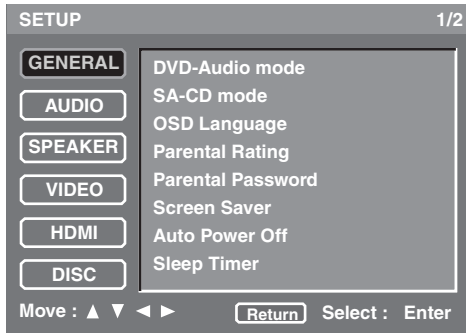 SETUP 1/2
GENERAL
AUDIO
SPEAKER
VIDEO
HDMI
DISC
DVD-Audio mode
SA-CD mode
OSD Language
Parental Rating
Parental Password
Screen Saver
Auto Power Off
Sleep Timer
Move : ▲ ▼ ◄ ► Return Select : Enter